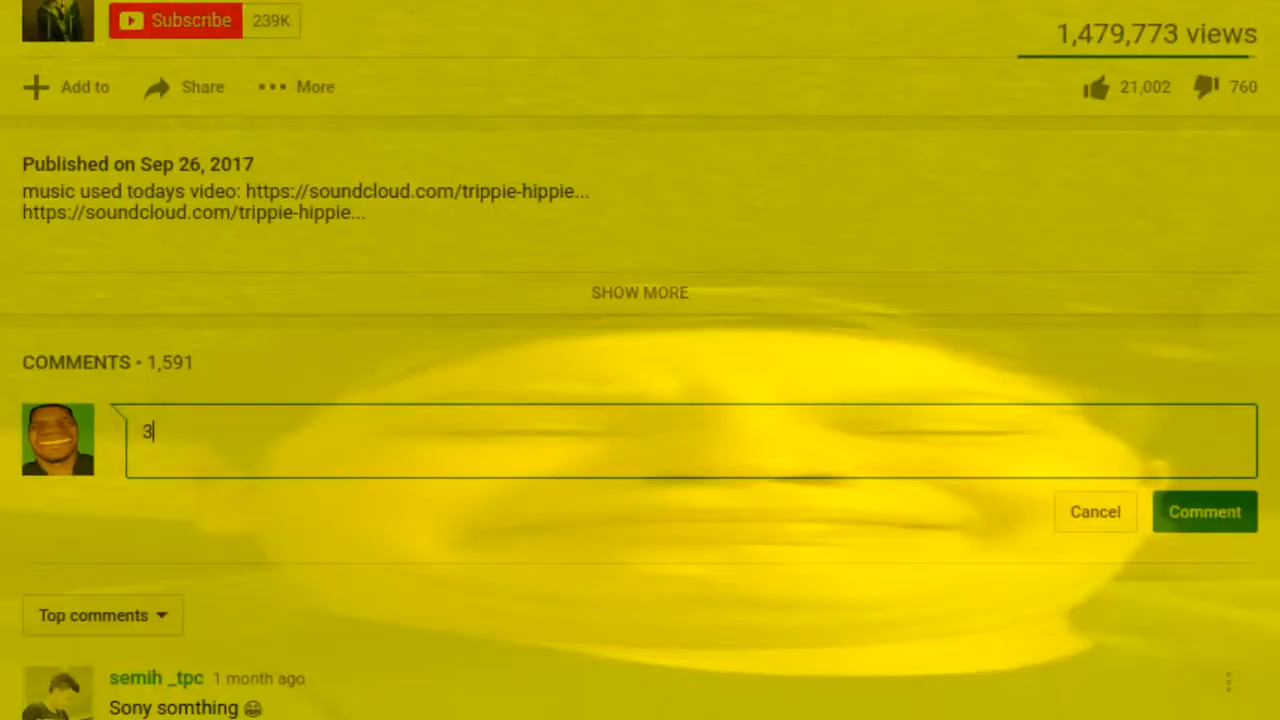 Subscribe 239K
1,479,773 views
Add to Share More
21,002 760
Published on Sep 26, 2017
music used todays video: https://soundcloud.com/trippie-hippie...
https://soundcloud.com/trippie-hippie...
SHOW MORE
COMMENTS • 1,591
3
Cancel Comment
Top comments
semih _tpc 1 month ago
Sony somthing 😂